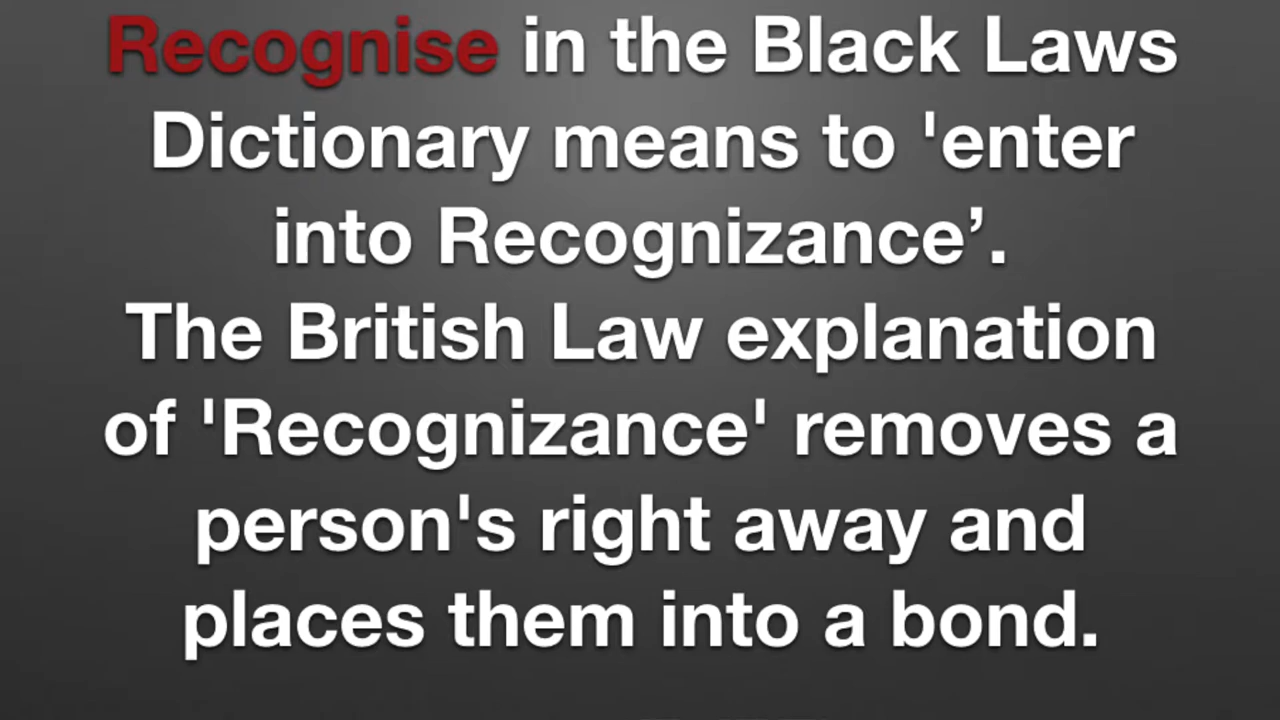 Recognise in the Black Laws
Dictionary means to 'enter
into Recognizance’.
The British Law explanation
of 'Recognizance' removes a
person's right away and
places them into a bond.